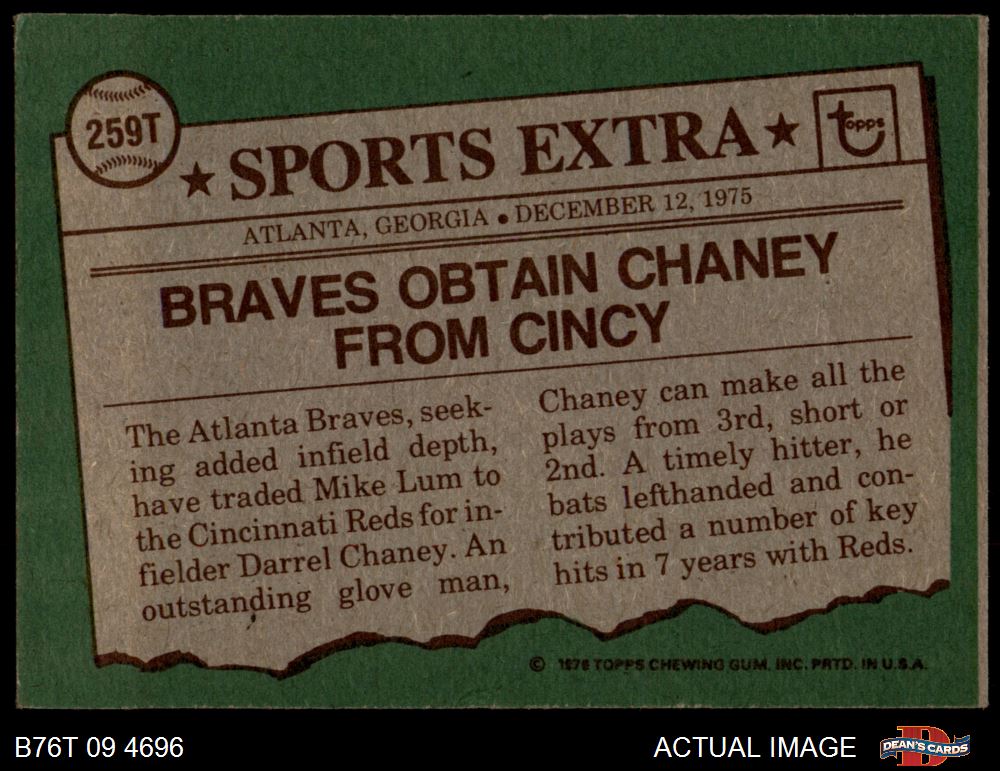 259T
★ SPORTS EXTRA ★
topps
ATLANTA, GEORGIA • DECEMBER 12, 1975
BRAVES OBTAIN CHANEY
FROM CINCY
The Atlanta Braves, seek-
ing added infield depth,
have traded Mike Lum to
the Cincinnati Reds for in-
fielder Darrel Chaney. An
outstanding glove man,
Chaney can make all the
plays from 3rd, short or
2nd. A timely hitter, he
bats lefthanded and con-
tributed a number of key
hits in 7 years with Reds.
© 1976 TOPPS CHEWING GUM, INC. PRTD. IN U.S.A.
B76T 09 4696
ACTUAL IMAGE
DEAN'S CARDS